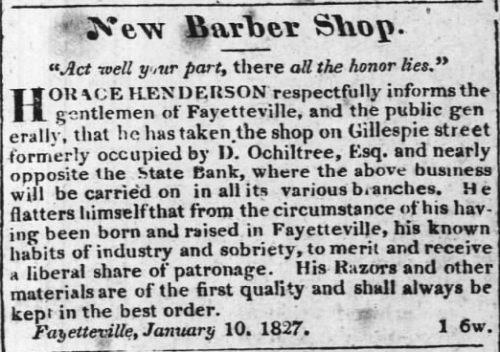 New Barber Shop.
"Act well your part, there all the honor lies."
HORACE HENDERSON respectfully informs the
gentlemen of Fayetteville, and the public gen
erally, that he has taken the shop on Gillespie street
formerly occupied by D. Ochiltree, Esq. and nearly
opposite the State Bank, where the above business
will be carried on in all its various branches. He
flatters himself that from the circumstance of his hav-
ing been born and raised in Fayetteville, his known
habits of industry and sobriety, to merit and receive
a liberal share of patronage. His Razors and other
materials are of the first quality and shall always be
kept in the best order.
Fayetteville, January 10. 1827. 1 6w.